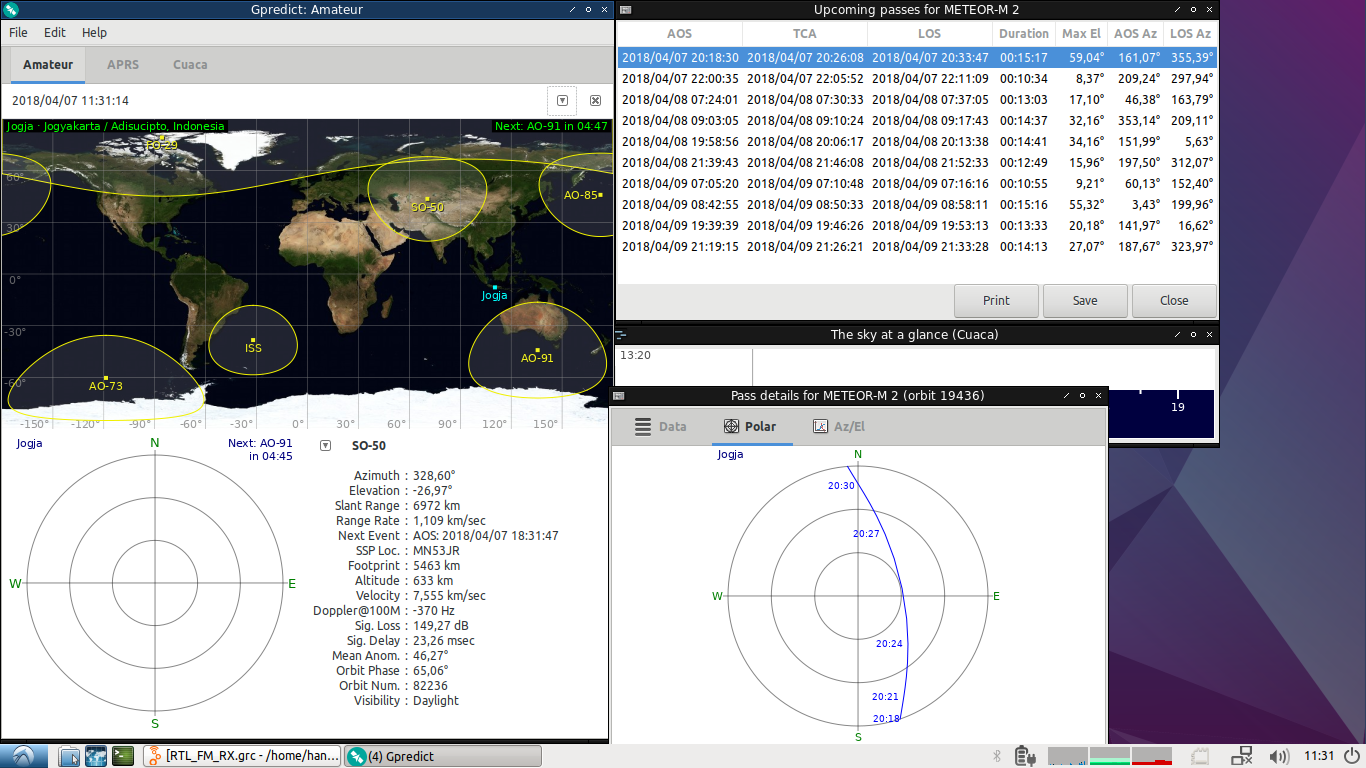 Gpredict: Amateur
File Edit Help
Amateur APRS Cuaca
2018/04/07 11:31:14
Jogja : Jogyakarta / Adisucipto, Indonesia Next: AO-91 in 04:47
FO-29
60°
AO-85
SO-50
30°
0°
Jogja
-30°
ISS
AO-91
-60°
AO-73
-150° -120° -90° -60° -30° 0° 30° 60° 90° 120° 150°
Jogja
N
Next: AO-91
in 04:45
W
E
S
SO-50
Azimuth : 328,60°
Elevation : -26,97°
Slant Range : 6972 km
Range Rate : 1,109 km/sec
Next Event : AOS: 2018/04/07 18:31:47
SSP Loc. : MN53JR
Footprint : 5463 km
Altitude : 633 km
Velocity : 7,555 km/sec
Doppler@100M : -370 Hz
Sig. Loss : 149,27 dB
Sig. Delay : 23,26 msec
Mean Anom. : 46,27°
Orbit Phase : 65,06°
Orbit Num. : 82236
Visibility : Daylight
Upcoming passes for METEOR-M 2
AOS TCA LOS Duration Max El AOS Az LOS Az
2018/04/07 20:18:30 2018/04/07 20:26:08 2018/04/07 20:33:47 00:15:17 59,04° 161,07° 355,39°
2018/04/07 22:00:35 2018/04/07 22:05:52 2018/04/07 22:11:09 00:10:34 8,37° 209,24° 297,94°
2018/04/08 07:24:01 2018/04/08 07:30:33 2018/04/08 07:37:05 00:13:03 17,10° 46,38° 163,79°
2018/04/08 09:03:05 2018/04/08 09:10:24 2018/04/08 09:17:43 00:14:37 32,16° 353,14° 209,11°
2018/04/08 19:58:56 2018/04/08 20:06:17 2018/04/08 20:13:38 00:14:41 34,16° 151,99° 5,63°
2018/04/08 21:39:43 2018/04/08 21:46:08 2018/04/08 21:52:33 00:12:49 15,96° 197,50° 312,07°
2018/04/09 07:05:20 2018/04/09 07:10:48 2018/04/09 07:16:16 00:10:55 9,21° 60,13° 152,40°
2018/04/09 08:42:55 2018/04/09 08:50:33 2018/04/09 08:58:11 00:15:16 55,32° 3,43° 199,96°
2018/04/09 19:39:39 2018/04/09 19:46:26 2018/04/09 19:53:13 00:13:33 20,18° 141,97° 16,62°
2018/04/09 21:19:15 2018/04/09 21:26:21 2018/04/09 21:33:28 00:14:13 27,07° 187,67° 323,97°
Print Save Close
The sky at a glance (Cuaca)
13:20
19
Pass details for METEOR-M 2 (orbit 19436)
Data Polar Az/El
Jogja
N
20:30
20:27
W
E
20:24
20:21
20:18
S
[RTL_FM_RX.grc - /home/han... (4) Gpredict 11:31